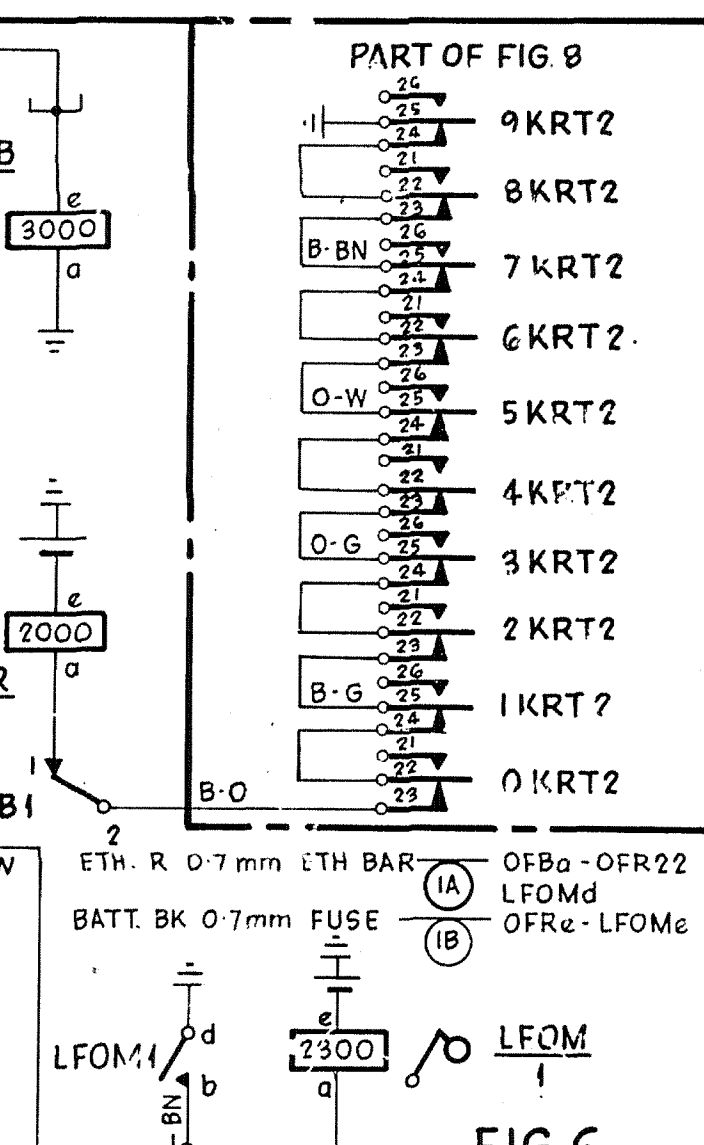 PART OF FIG. 8
26
25
24
9KRT2
21
22
23
8KRT2
B-BN
26
25
24
7KRT2
21
22
23
6KRT2
O-W
26
25
24
5KRT2
21
22
23
4KRT2
O-G
26
25
24
3KRT2
21
22
23
2KRT2
B-G
26
25
24
1KRT2
21
22
23
0KRT2
B
e
3000
a
e
2000
a
R
1
B1
2
B-O
ETH. R 0·7mm ETH BAR
1A
OFBa-OFR22
LFOMd
BATT. BK 0·7mm FUSE
1B
OFRe-LFOMe
LFOM1
d
b
BN
e
2300
a
LFOM
1
FIG 6